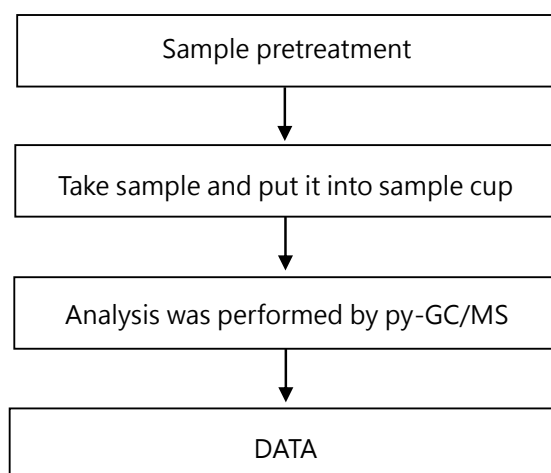 Sample pretreatment
Take sample and put it into sample cup
Analysis was performed by py-GC/MS
DATA